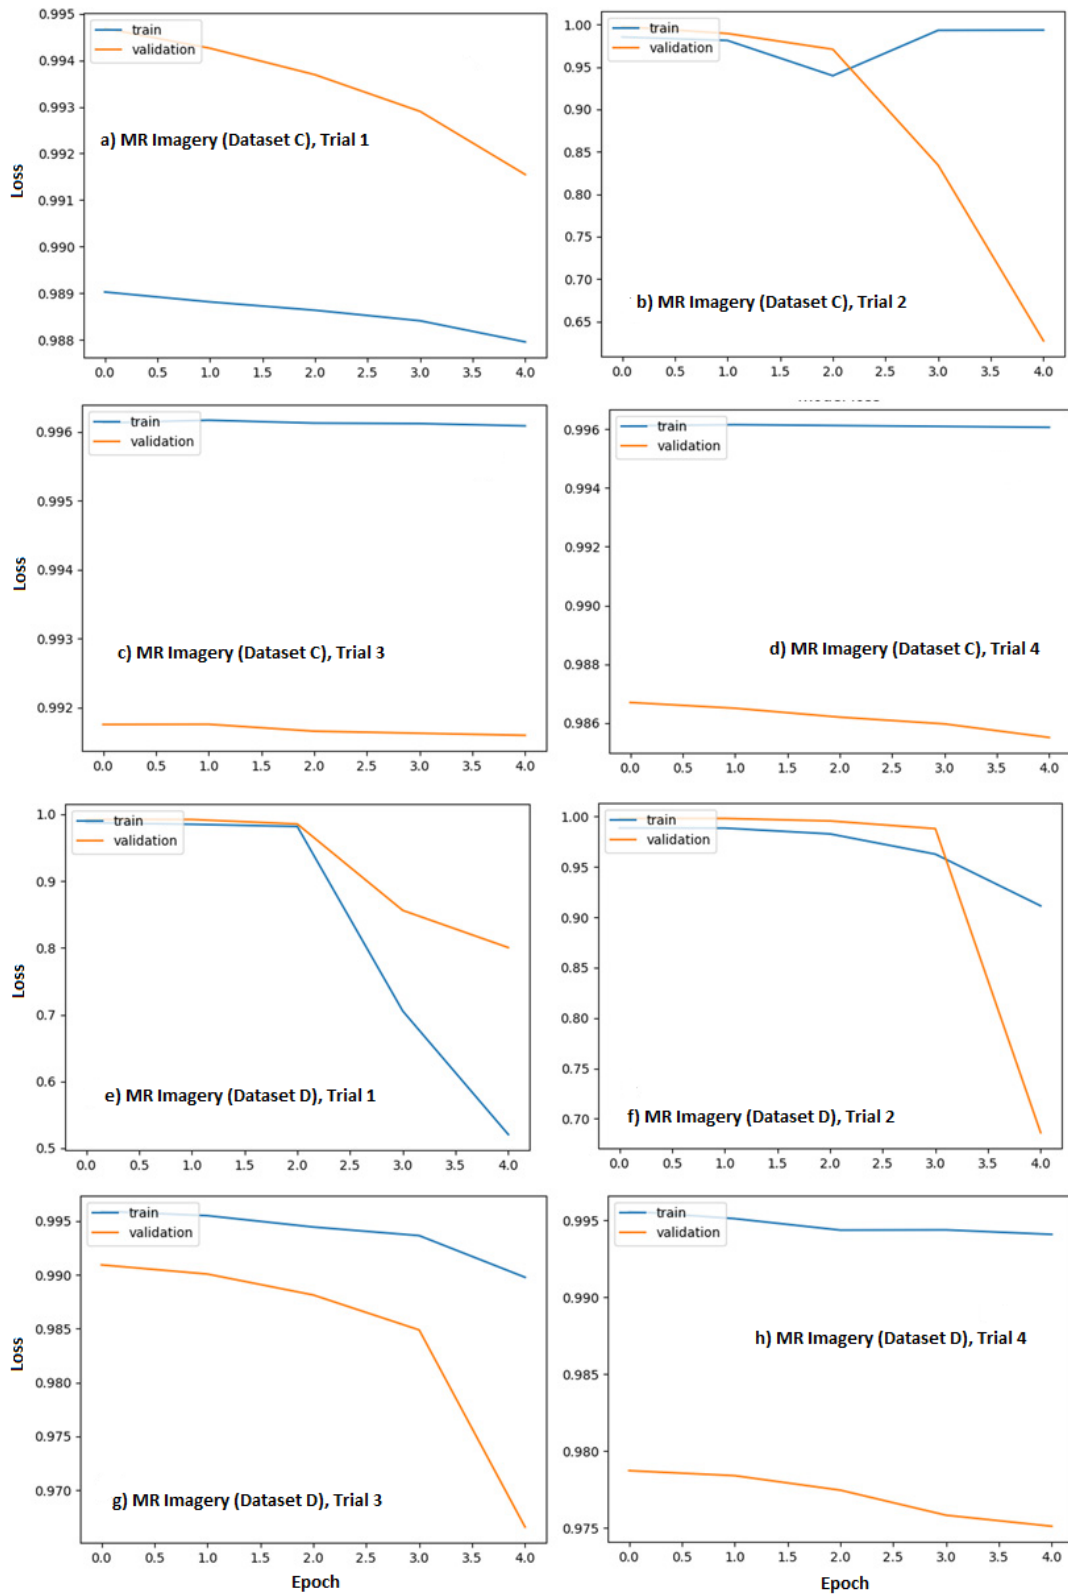 0.995
train
validation
0.994
0.993
a) MR Imagery (Dataset C), Trial 1
0.992
Loss
0.991
0.990
0.989
0.988
0.0 0.5 1.0 1.5 2.0 2.5 3.0 3.5 4.0
1.00
train
validation
0.95
0.90
0.85
0.80
0.75
0.70
b) MR Imagery (Dataset C), Trial 2
0.65
0.0 0.5 1.0 1.5 2.0 2.5 3.0 3.5 4.0
train
0.996
validation
0.995
Loss
0.994
0.993
c) MR Imagery (Dataset C), Trial 3
0.992
0.0 0.5 1.0 1.5 2.0 2.5 3.0 3.5 4.0
train
0.996
validation
0.994
0.992
0.990
d) MR Imagery (Dataset C), Trial 4
0.988
0.986
0.0 0.5 1.0 1.5 2.0 2.5 3.0 3.5 4.0
1.0
train
validation
0.9
0.8
Loss
0.7
0.6
e) MR Imagery (Dataset D), Trial 1
0.5
0.0 0.5 1.0 1.5 2.0 2.5 3.0 3.5 4.0
1.00
train
validation
0.95
0.90
0.85
0.80
0.75
0.70
f) MR Imagery (Dataset D), Trial 2
0.0 0.5 1.0 1.5 2.0 2.5 3.0 3.5 4.0
train
0.995
validation
0.990
0.985
Loss
0.980
0.975
0.970
g) MR Imagery (Dataset D), Trial 3
0.0 0.5 1.0 1.5 2.0 2.5 3.0 3.5 4.0
Epoch
train
0.995
validation
0.990
h) MR Imagery (Dataset D), Trial 4
0.985
0.980
0.975
0.0 0.5 1.0 1.5 2.0 2.5 3.0 3.5 4.0
Epoch